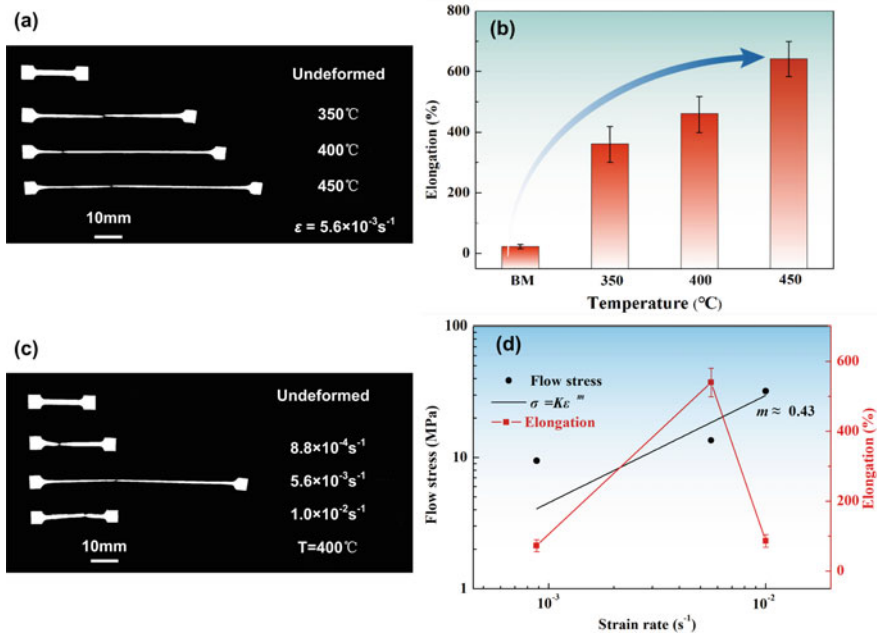 (a)
Undeformed
350℃
400℃
450℃
10mm
ε = 5.6×10⁻³s⁻¹
(b)
800
600
400
200
0
Elongation (%)
BM
350
400
450
Temperature (℃)
(c)
Undeformed
8.8×10⁻⁴s⁻¹
5.6×10⁻³s⁻¹
1.0×10⁻²s⁻¹
10mm
T=400℃
(d)
100
10
1
Flow stress (MPa)
Flow stress
σ =Kε ᵐ
Elongation
m ≈ 0.43
600
400
200
0
Elongation (%)
10⁻³
10⁻²
Strain rate (s⁻¹)